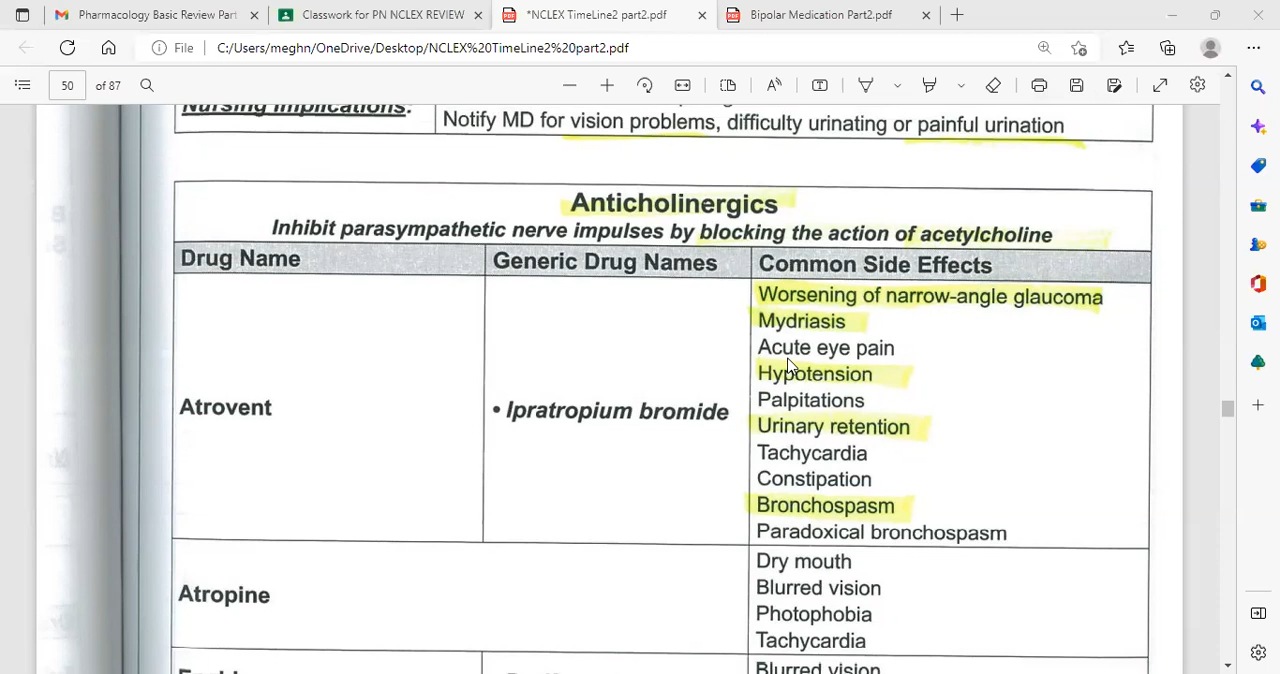 Pharmacology Basic Review Part
Classwork for PN NCLEX REVIEW
*NCLEX TimeLine2 part2.pdf
Bipolar Medication Part2.pdf
File
C:/Users/meghn/OneDrive/Desktop/NCLEX%20TimeLine2%20part2.pdf
50 of 87
Nursing Implications:
Notify MD for vision problems, difficulty urinating or painful urination
Anticholinergics
Inhibit parasympathetic nerve impulses by blocking the action of acetylcholine
Drug Name
Generic Drug Names
Common Side Effects
Atrovent
• Ipratropium bromide
Worsening of narrow-angle glaucoma
Mydriasis
Acute eye pain
Hypotension
Palpitations
Urinary retention
Tachycardia
Constipation
Bronchospasm
Paradoxical bronchospasm
Atropine
Dry mouth
Blurred vision
Photophobia
Tachycardia
Blurred vision